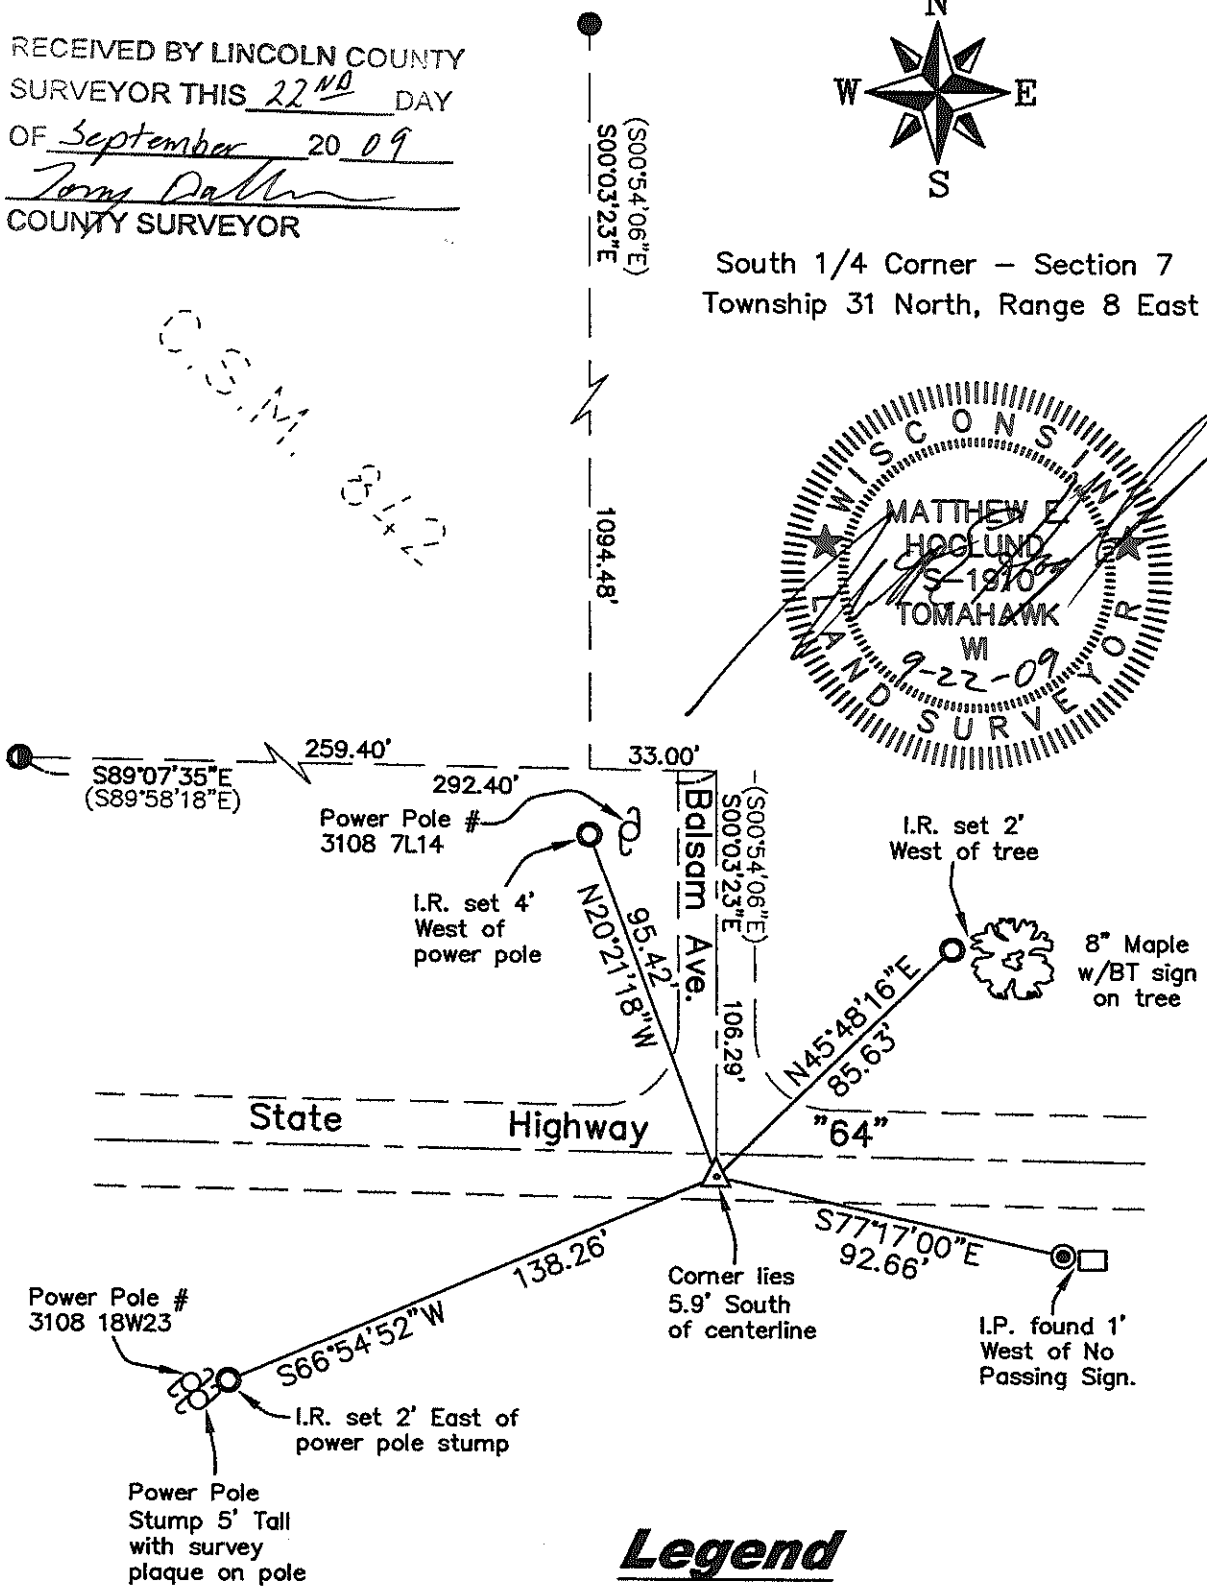 RECEIVED BY LINCOLN COUNTY
SURVEYOR THIS 22ND DAY
OF September 20 09
COUNTY SURVEYOR
N
W E
S
South 1/4 Corner – Section 7
Township 31 North, Range 8 East
(S00°54'06"E)
S00°03'23"E
1094.48'
C.S.M. 842
WISCONSIN
MATTHEW E.
HOGLUND
S-1910
TOMAHAWK
WI
9-22-09
LAND SURVEYOR
259.40'
33.00'
S89°07'35"E
(S89°58'18"E)
292.40'
Power Pole #
3108 7L14
I.R. set 4'
West of
power pole
95.42'
N20°21'18"W
Balsam Ave.
(S00°54'06"E)
S00°03'23"E
106.29'
I.R. set 2'
West of tree
8" Maple
w/BT sign
on tree
N45°48'16"E
85.63'
State Highway "64"
138.26'
S66°54'52"W
S77°17'00"E
92.66'
Corner lies
5.9' South
of centerline
I.P. found 1'
West of No
Passing Sign.
Power Pole #
3108 18W23
I.R. set 2' East of
power pole stump
Power Pole
Stump 5' Tall
with survey
plaque on pole
Legend